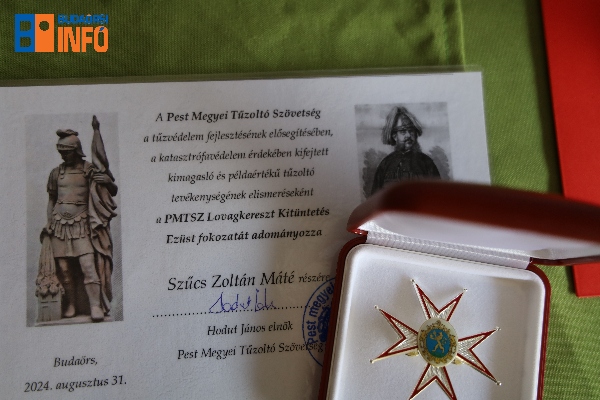 BUDAÖRSI
INFÓ
A Pest Megyei Tűzoltó Szövetség
a tűzvédelem fejlesztésének elősegítésében,
a katasztrófavédelem érdekében kifejtett
kimagasló és példaértékű tűzoltó
tevékenységének elismeréseként
a PMTSZ Lovagkereszt Kitüntetés
Ezüst fokozatát adományozza
Szűcs Zoltán Máté részére
Hodut János elnök
Pest Megyei Tűzoltó Szövetség
Budaörs,
2024. augusztus 31.
Pest megyei